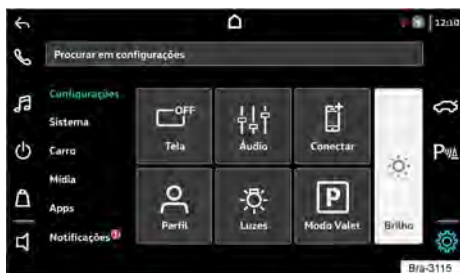 12:10
Procurar em configurações
Configurações
Sistema
Carro
Mídia
Apps
Notificações
OFF
Tela
Áudio
Conectar
Perfil
Luzes
P
Modo Valet
Brilho
P
Bra-3115